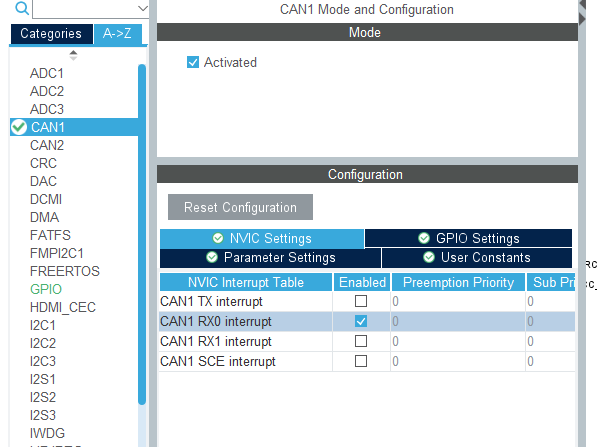 CAN1 Mode and Configuration
Categories A->Z
Mode
Activated
ADC1
ADC2
ADC3
CAN1
CAN2
CRC
DAC
DCMI
DMA
FATFS
FMPI2C1
FREERTOS
GPIO
HDMI_CEC
I2C1
I2C2
I2C3
I2S1
I2S2
I2S3
IWDG
Configuration
Reset Configuration
NVIC Settings GPIO Settings
Parameter Settings User Constants
NVIC Interrupt Table Enabled Preemption Priority Sub Pri
CAN1 TX interrupt 0 0
CAN1 RX0 interrupt 0 0
CAN1 RX1 interrupt 0 0
CAN1 SCE interrupt 0 0